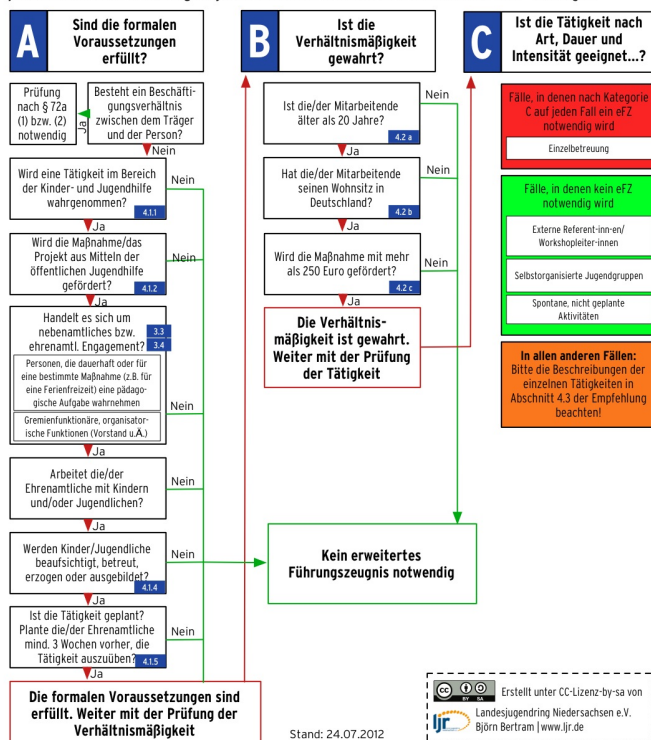 A
Sind die formalen
Voraussetzungen
erfüllt?
Prüfung
nach § 72a
(1) bzw. (2)
notwendig
Ja
Besteht ein Beschäfti-
gungsverhältnis
zwischen dem Träger
und der Person?
Nein
Wird eine Tätigkeit im Bereich
der Kinder- und Jugendhilfe
wahrgenommen?
4.1.1
Nein
Ja
Wird die Maßnahme/das
Projekt aus Mitteln der
öffentlichen Jugendhilfe
gefördert?
4.1.2
Nein
Ja
Handelt es sich um
nebenamtliches bzw.
ehrenamtl. Engagement?
3.3
3.4
Personen, die dauerhaft oder für
eine bestimmte Maßnahme (z.B. für
eine Ferienfreizeit) eine pädago-
gische Aufgabe wahrnehmen
Gremienfunktionäre, organisator-
ische Funktionen (Vorstand u.Ä.)
Nein
Ja
Arbeitet die/der
Ehrenamtliche mit Kindern
und/oder Jugendlichen?
Nein
Ja
Werden Kinder/Jugendliche
beaufsichtigt, betreut,
erzogen oder ausgebildet?
4.1.4
Nein
Ja
Ist die Tätigkeit geplant?
Plante die/der Ehrenamtliche
mind. 3 Wochen vorher, die
Tätigkeit auszuüben?
4.1.5
Nein
Ja
Die formalen Voraussetzungen sind
erfüllt. Weiter mit der Prüfung der
Verhältnismäßigkeit
B
Ist die
Verhältnismäßigkeit
gewahrt?
Ist die/der Mitarbeitende
älter als 20 Jahre?
4.2 a
Nein
Ja
Hat die/der Mitarbeitende
seinen Wohnsitz in
Deutschland?
4.2 b
Nein
Ja
Wird die Maßnahme mit mehr
als 250 Euro gefördert?
4.2 c
Nein
Ja
Die Verhältnis-
mäßigkeit ist gewahrt.
Weiter mit der Prüfung
der Tätigkeit
Kein erweitertes
Führungszeugnis notwendig
Stand: 24.07.2012
C
Ist die Tätigkeit nach
Art, Dauer und
Intensität geeignet...?
Fälle, in denen nach Kategorie
C auf jeden Fall ein eFZ
notwendig wird
Einzelbetreuung
Fälle, in denen kein eFZ
notwendig wird
Externe Referent-inn-en/
Workshopleiter-innen
Selbstorganisierte Jugendgruppen
Spontane, nicht geplante
Aktivitäten
In allen anderen Fällen:
Bitte die Beschreibungen der
einzelnen Tätigkeiten in
Abschnitt 4.3 der Empfehlung
beachten!
cc BY SA
Erstellt unter CC-Lizenz-by-sa von
ljr
Landesjugendring Niedersachsen e.V.
Björn Bertram | www.ljr.de